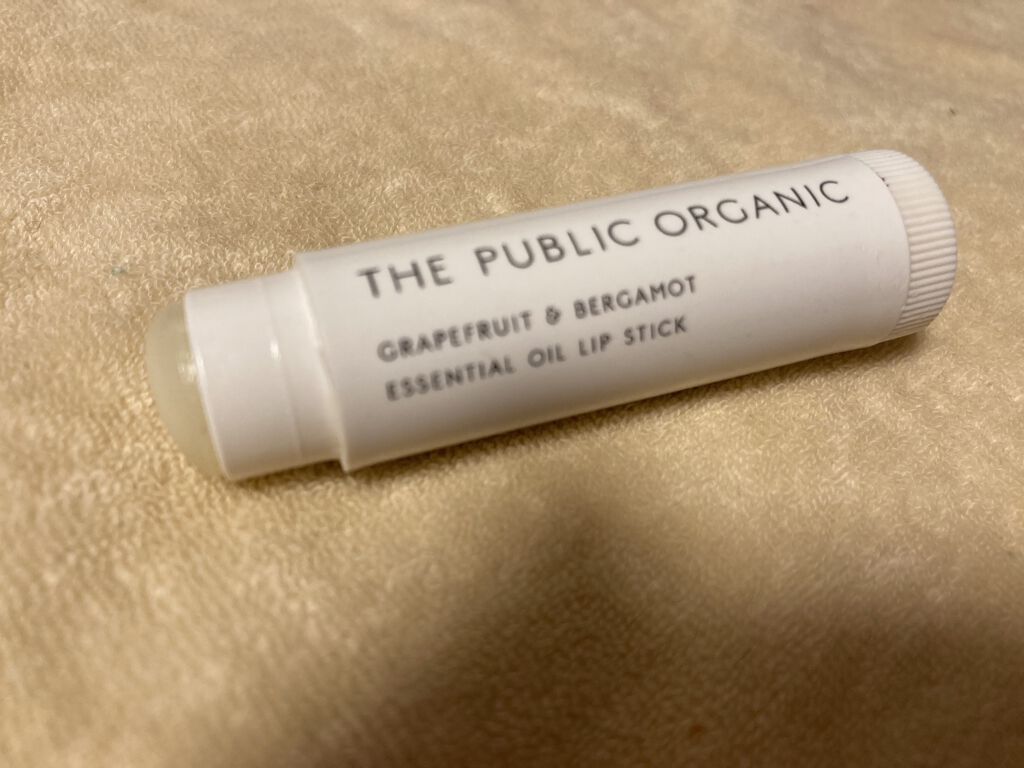 THE PUBLIC ORGANIC
GRAPEFRUIT & BERGAMOT
ESSENTIAL OIL LIP STICK